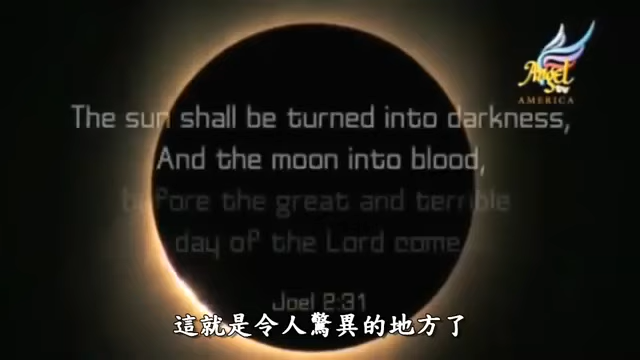 Angel
TV
AMERICA
The sun shall be turned into darkness,
And the moon into blood,
before the great and terrible
day of the Lord come
Joel 2:31
這就是令人驚異的地方了